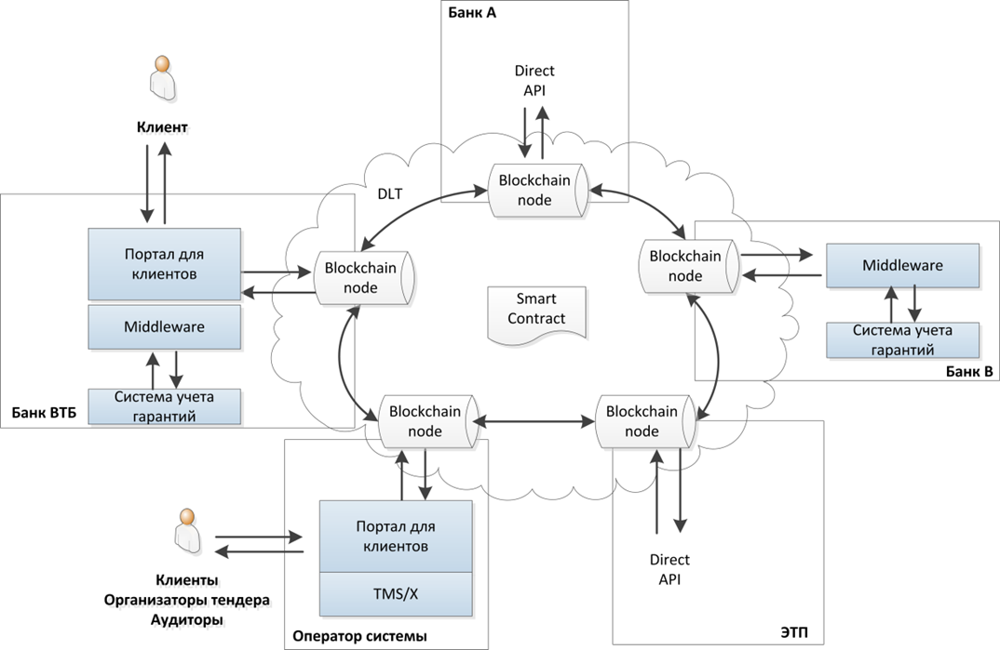 Банк А
Direct
API
Клиент
Blockchain
node
DLT
Портал для
клиентов
Blockchain
node
Blockchain
node
Middleware
Smart
Contract
Middleware
Система учета
гарантий
Банк В
Система учета
гарантий
Банк ВТБ
Blockchain
node
Blockchain
node
Портал для
клиентов
Direct
API
Клиенты
Организаторы тендера
Аудиторы
TMS/X
Оператор системы
ЭТП